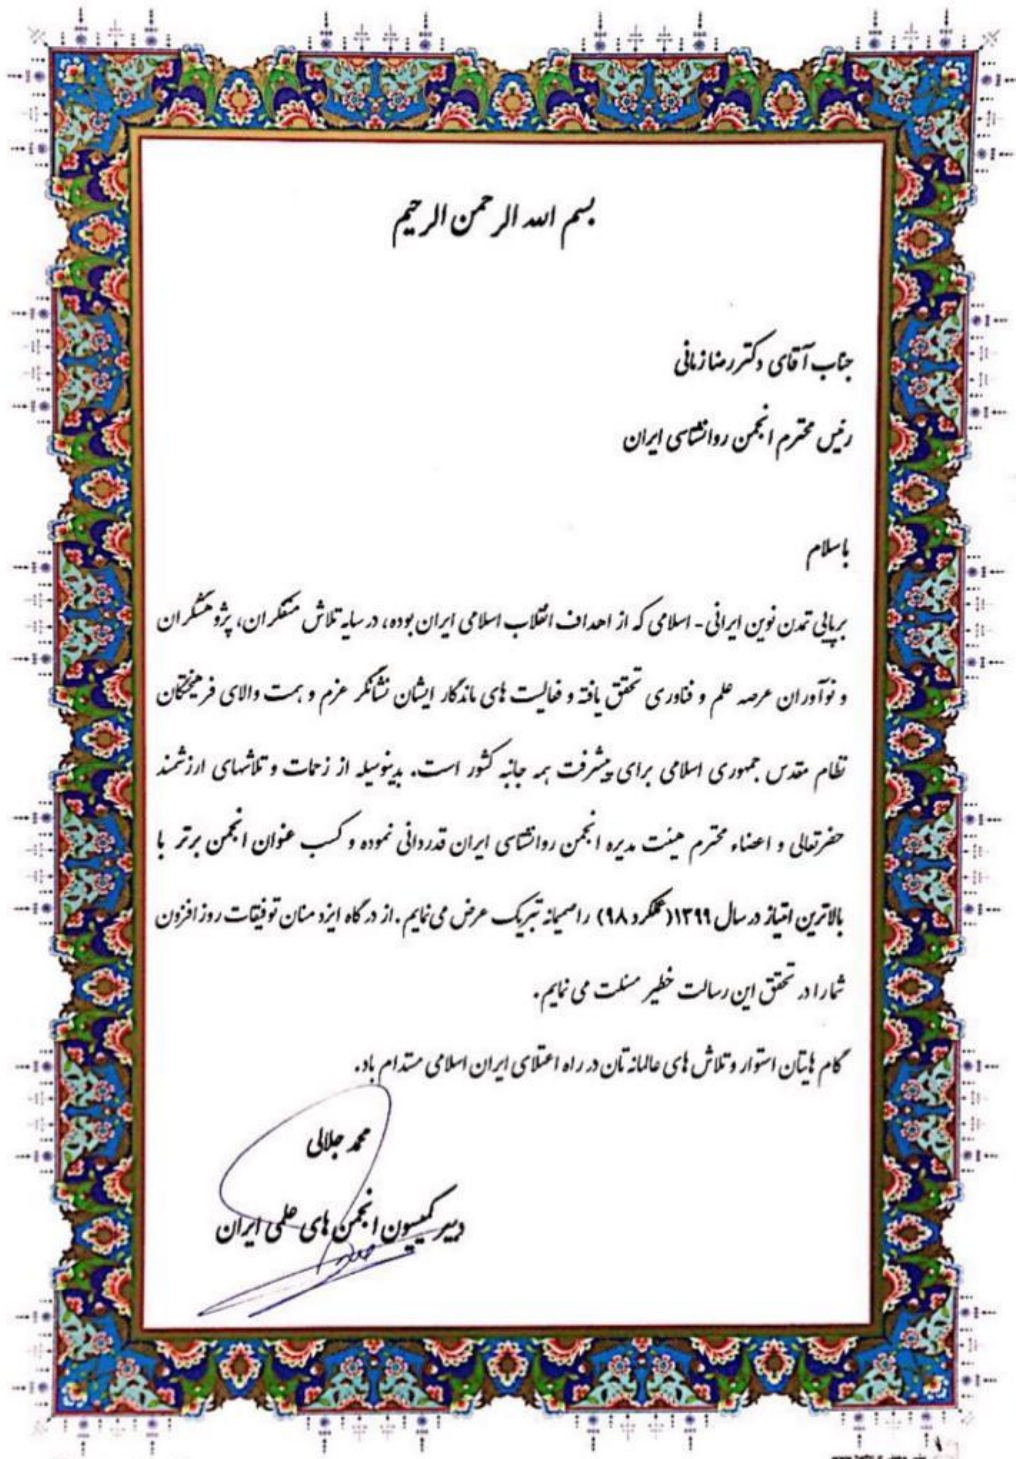 بسم الله الرحمن الرحیم
جناب آقای دکتر رضا زمانی
رئیس محترم انجمن روانشناسی ایران
باسلام
برپایی تمدن نوین ایرانی - اسلامی که از اهداف انقلاب اسلامی ایران بوده، در سایه تلاش متفکران، پژوهشگران
و نوآوران عرصه علم و فناوری تحقق یافته و فعالیت های ماندگار ایشان نشانگر عزم و همت والای فرهیختگان
نظام مقدس جمهوری اسلامی برای پیشرفت همه جانبه کشور است. بدینوسیله از زحمات و تلاشهای ارزشمند
حضرتعالی و اعضاء محترم هیئت مدیره انجمن روانشناسی ایران قدردانی نموده و کسب عنوان انجمن برتر با
بالاترین امتیاز در سال ۱۳۹۹(عملکرد ۹۸) را صمیمانه تبریک عرض می نمایم. از درگاه ایزد منان توفیقات روزافزون
شما را در تحقق این رسالت خطیر مسئلت می نمایم.
گام هایتان استوار و تلاش های عالمانه تان در راه اعتلای ایران اسلامی مستدام باد.
محمد جلالی
دبیر کمیسیون انجمن های علمی ایران